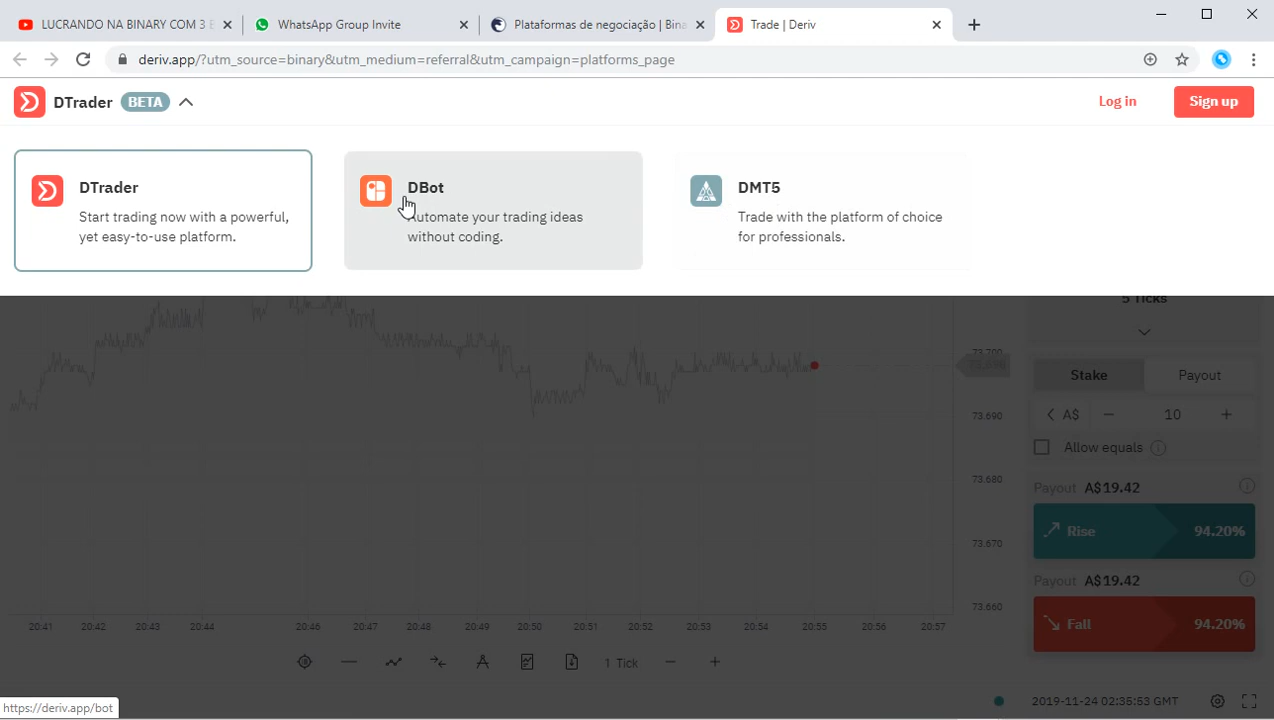 LUCRANDO NA BINARY COM 3 E
WhatsApp Group Invite
Plataformas de negociação | Bina
Trade | Deriv
deriv.app/?utm_source=binary&utm_medium=referral&utm_campaign=platforms_page
DTrader BETA
Log in
Sign up
DTrader
Start trading now with a powerful,
yet easy-to-use platform.
DBot
Automate your trading ideas
without coding.
DMT5
Trade with the platform of choice
for professionals.
5 Ticks
73.700
73.690
73.680
73.670
73.660
Stake
Payout
A$
10
Allow equals
Payout A$19.42
Rise 94.20%
Payout A$19.42
Fall 94.20%
20:41 20:42 20:43 20:44 20:46 20:47 20:48 20:49 20:50 20:51 20:52 20:53 20:54 20:55 20:56 20:57
1 Tick
https://deriv.app/bot
2019-11-24 02:35:53 GMT